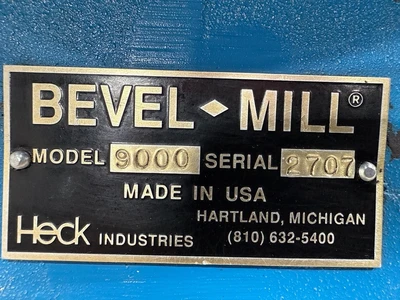 BEVEL◆MILL®
MODEL 9000 SERIAL 2707
MADE IN USA
HARTLAND, MICHIGAN
Heck INDUSTRIES (810) 632-5400